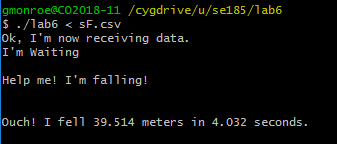 gmonroe@CO2018-11 /cygdrive/u/se185/lab6
$ ./lab6 < sF.csv
Ok, I'm now receiving data.
I'm Waiting
Help me! I'm falling!
Ouch! I fell 39.514 meters in 4.032 seconds.